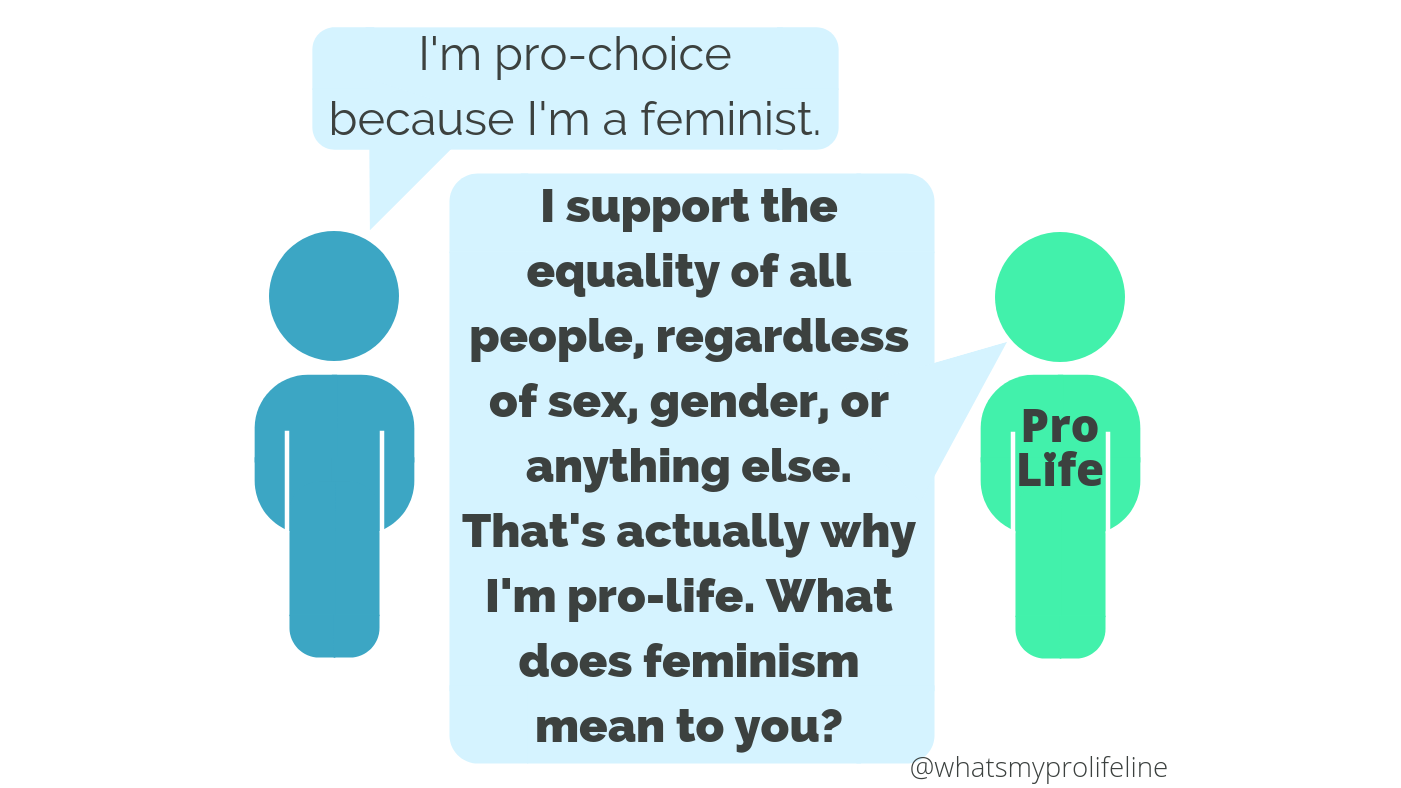 I'm pro-choice
because I'm a feminist.
I support the
equality of all
people, regardless
of sex, gender, or
anything else.
That's actually why
I'm pro-life. What
does feminism
mean to you?
Pro
Life
@whatsmyprolifeline